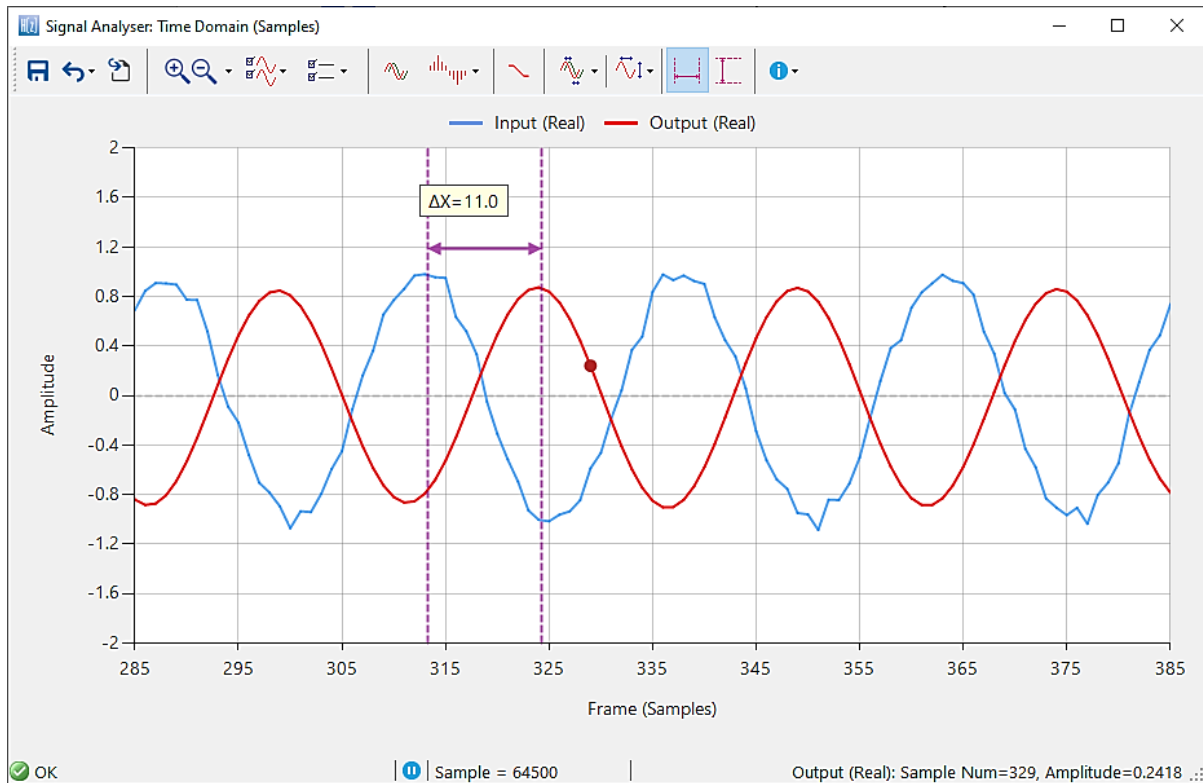 Signal Analyser: Time Domain (Samples)
Input (Real) Output (Real)
2
1.6
ΔX= 11.0
1.2
0.8
0.4
0
-0.4
-0.8
-1.2
-1.6
-2
Amplitude
285 295 305 315 325 335 345 355 365 375 385
Frame (Samples)
OK Sample = 64500 Output (Real): Sample Num=329, Amplitude=0.2418